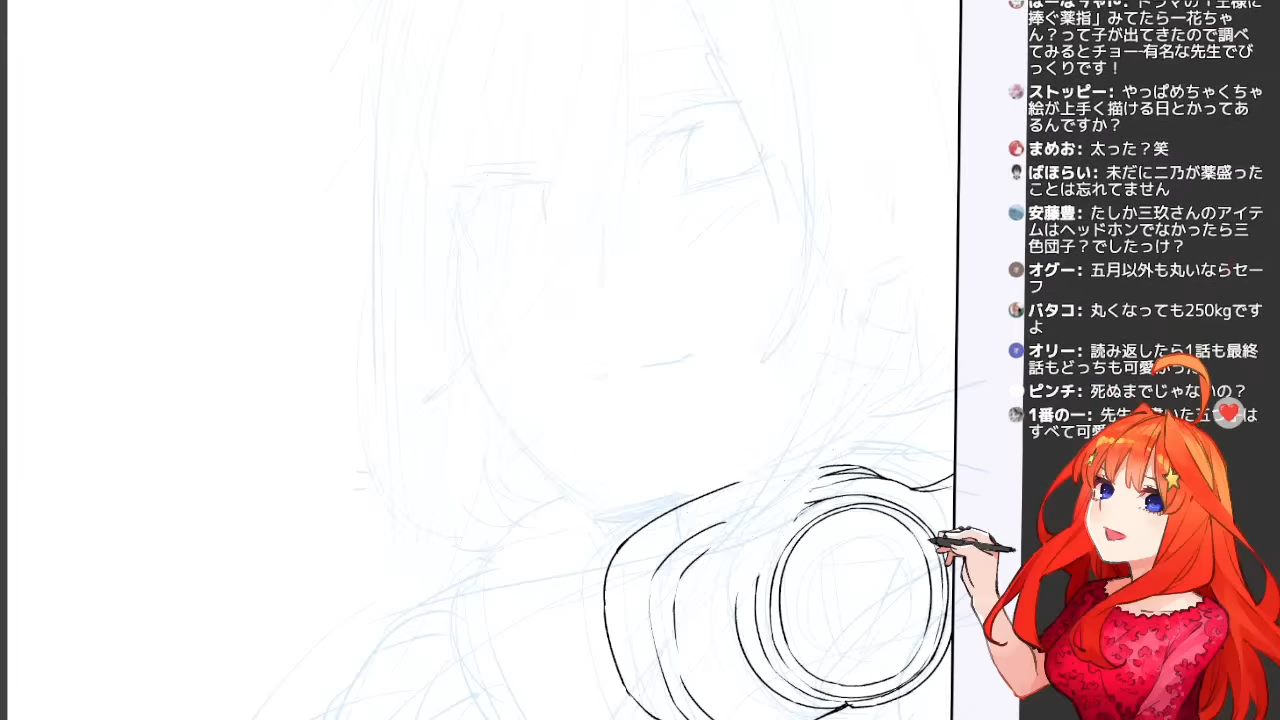 捧ぐ薬指」みてたら一花ちゃ
ん？って子が出てきたので調べ
てみるとチョー有名な先生でび
っくりです！
ストッピー: やっぱめちゃくちゃ
絵が上手く描ける日とかってあ
るんですか？
まめお: 太った？笑
ぱほらい: 未だに二乃が薬盛った
ことは忘れてません
安藤豊: たしか三玖さんのアイテ
ムはヘッドホンでなかったら三
色団子？でしたっけ？
オグー: 五月以外も丸いならセー
フ
バタコ: 丸くなっても250kgです
よ
オリー: 読み返したら1話も最終
話もどっちも可愛かった
ピンチ: 死ぬまでじゃないの？
1番の一: 先生 いた五つ子は
すべて可愛